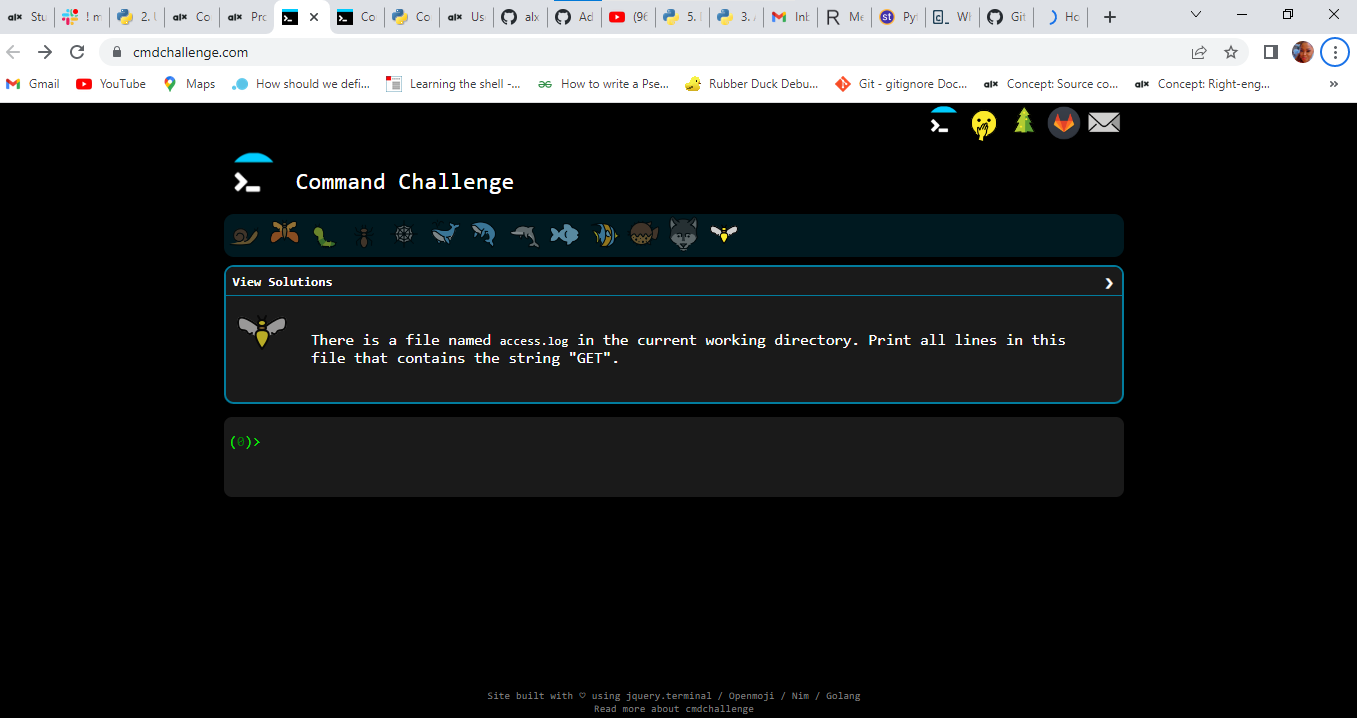 alx Stu
! m
2. U
alx Co
alx Pro
Co
Co
alx Us
alx
Ad
(96
5. I
3. A
Inb
R Me
st Pyt
Wh
Git
Ho
cmdchallenge.com
Gmail
YouTube
Maps
How should we defi...
Learning the shell -...
How to write a Pse...
Rubber Duck Debu...
Git - gitignore Doc...
alx Concept: Source co...
alx Concept: Right-eng...
»
Command Challenge
View Solutions
There is a file named access.log in the current working directory. Print all lines in this
file that contains the string "GET".
(0)>
Site built with ♡ using jquery.terminal / Openmoji / Nim / Golang
Read more about cmdchallenge